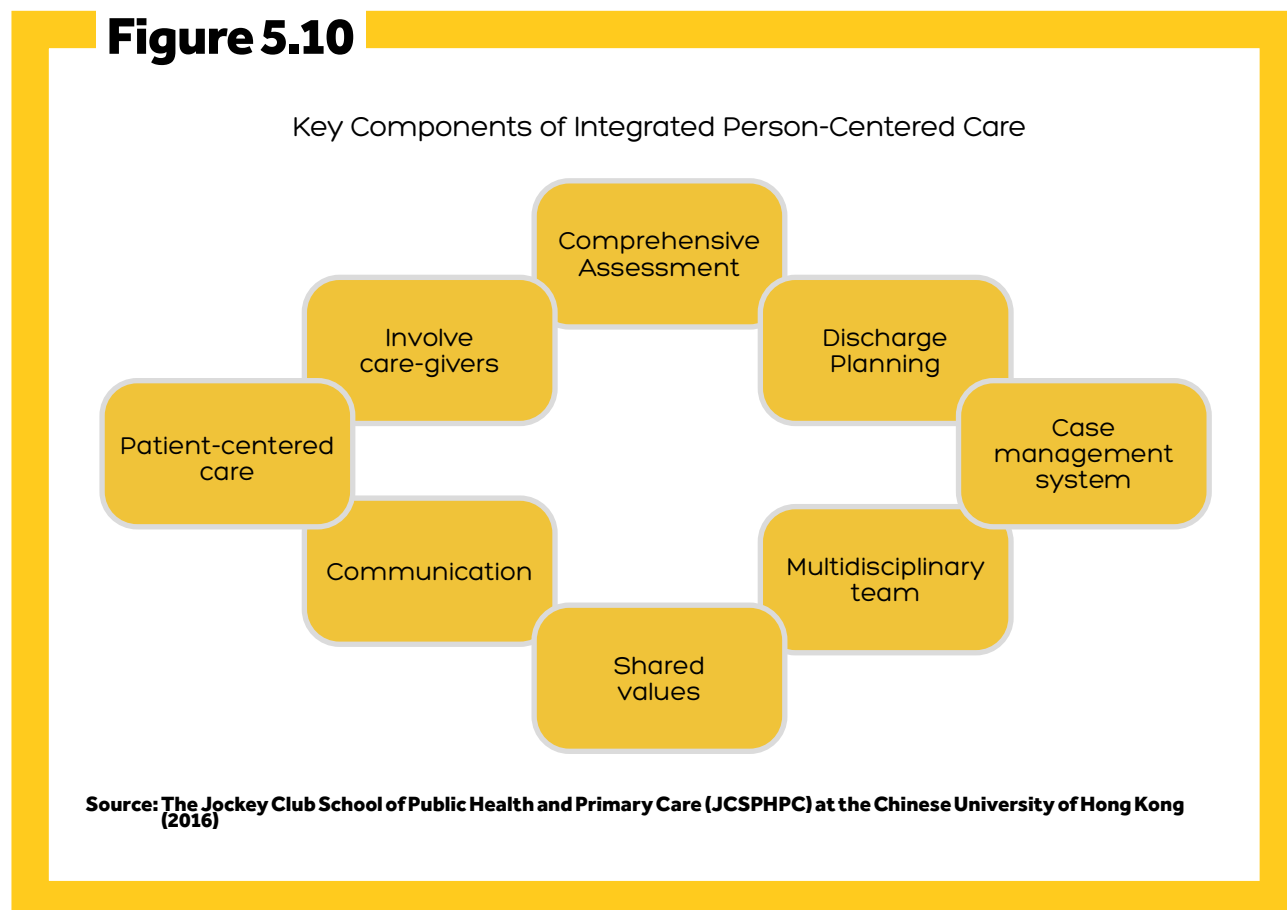 Figure 5.10
Key Components of Integrated Person-Centered Care
Comprehensive
Assessment
Involve
care-givers
Discharge
Planning
Patient-centered
care
Case
management
system
Communication
Multidisciplinary
team
Shared
values
Source: The Jockey Club School of Public Health and Primary Care (JCSPHPC) at the Chinese University of Hong Kong
(2016)